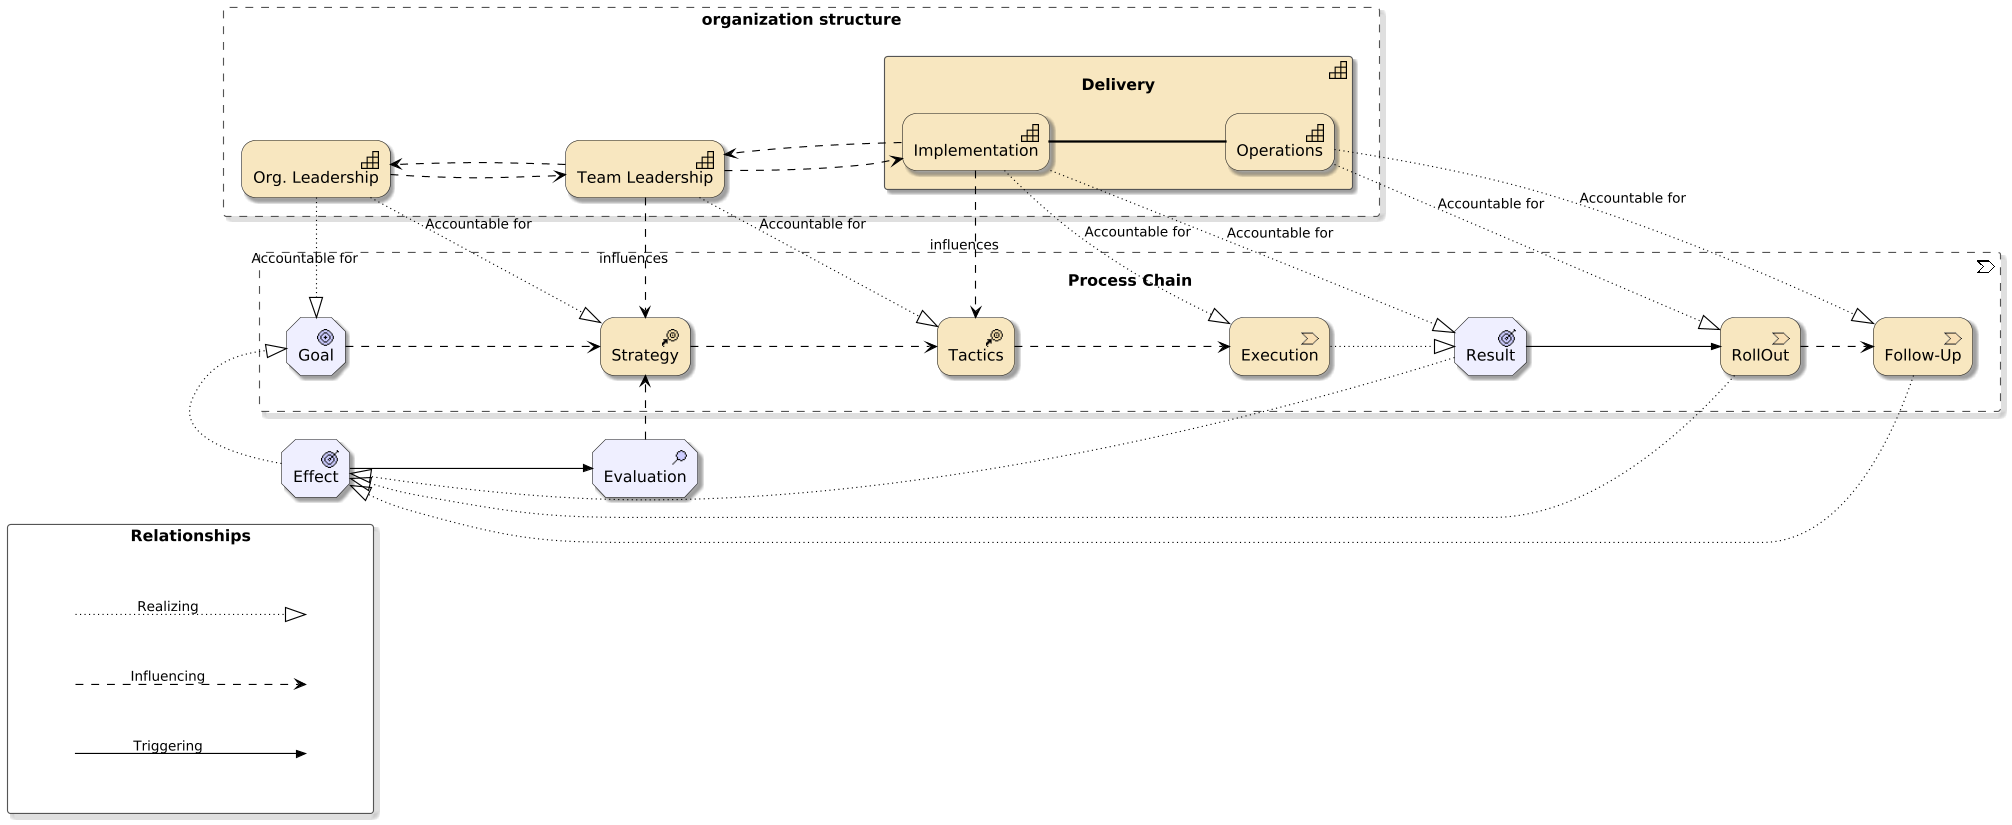 organization structure
Delivery
Implementation
Operations
Org. Leadership
Team Leadership
Accountable for
Accountable for
Accountable for
Accountable for
Accountable for
Accountable for
Accountable for
influences
influences
Process Chain
Goal
Strategy
Tactics
Execution
Result
RollOut
Follow-Up
Effect
Evaluation
Relationships
Realizing
Influencing
Triggering